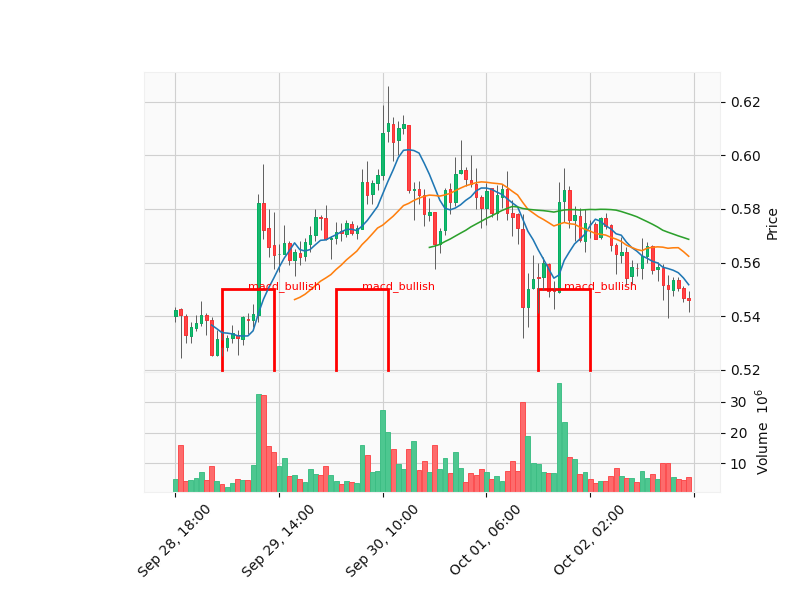 0.62
0.60
0.58
0.56
0.54
0.52
Price
macd_bullish
macd_bullish
macd_bullish
30
20
10
Volume 10⁶
Sep 28, 18:00
Sep 29, 14:00
Sep 30, 10:00
Oct 01, 06:00
Oct 02, 02:00